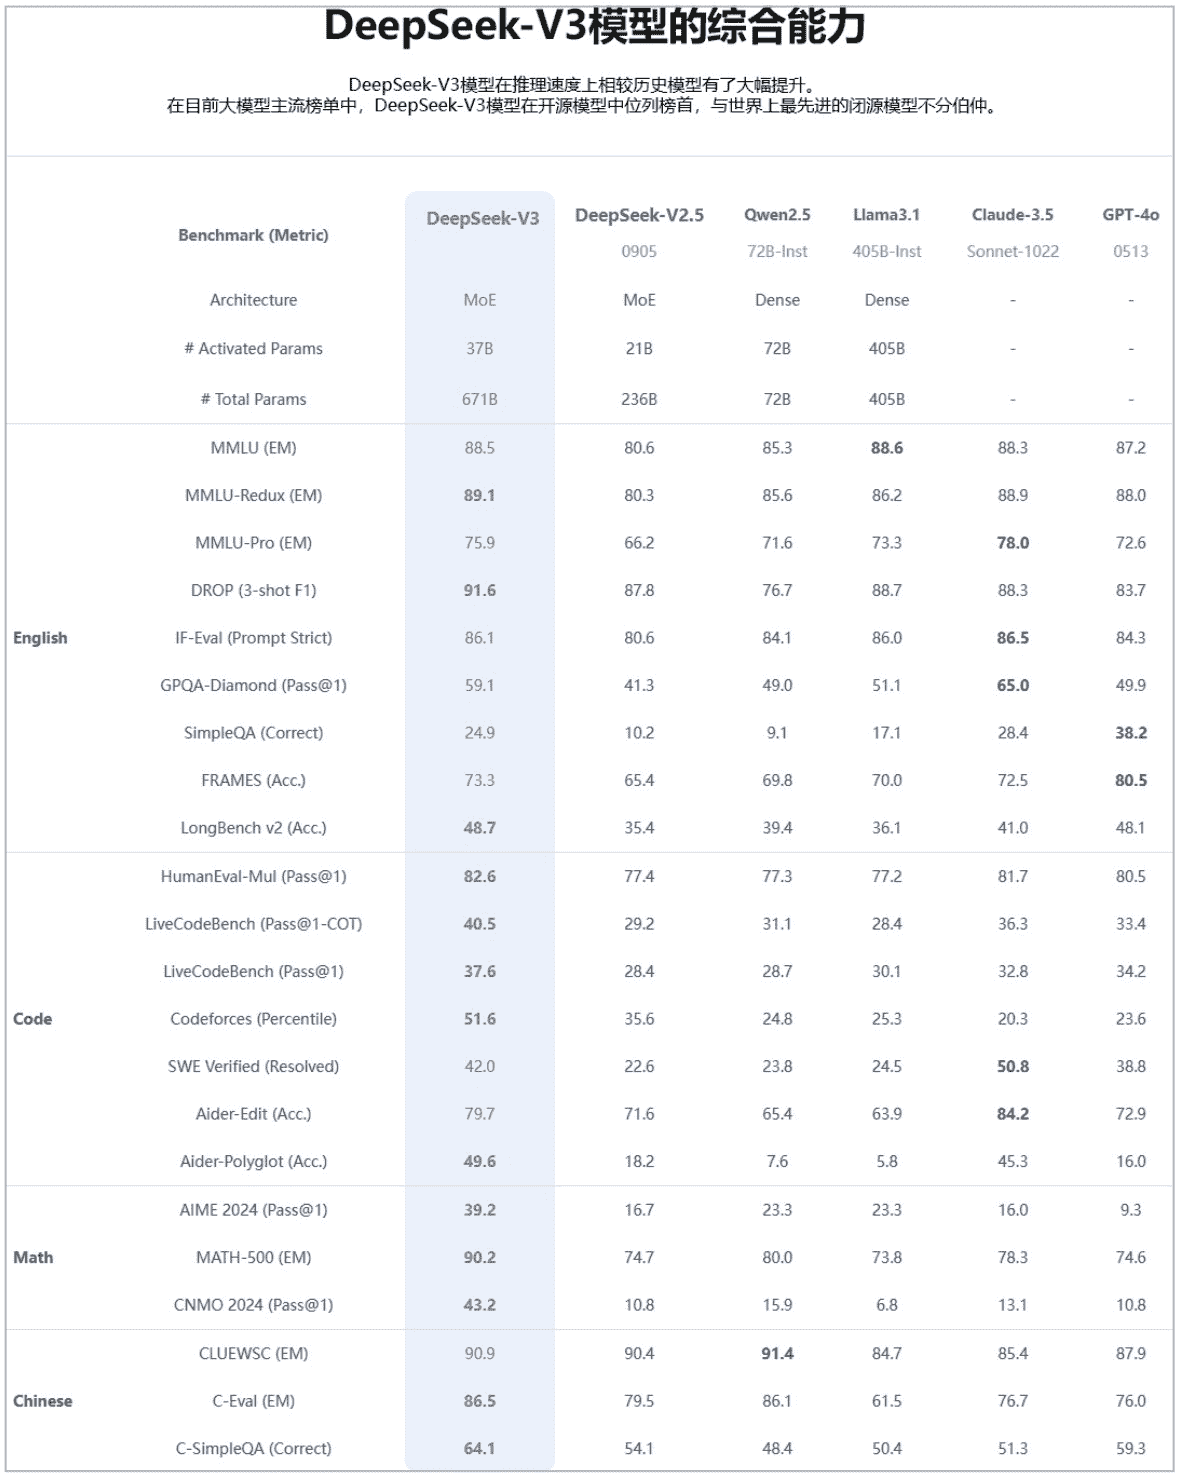 DeepSeek-V3模型的综合能力
DeepSeek-V3模型在推理速度上相较历史模型有了大幅提升。
在目前大模型主流榜单中，DeepSeek-V3模型在开源模型中位列榜首，与世界上最先进的闭源模型不分伯仲。
Benchmark (Metric) DeepSeek-V3 DeepSeek-V2.5 Qwen2.5 Llama3.1 Claude-3.5 GPT-4o
0905 72B-Inst 405B-Inst Sonnet-1022 0513
Architecture MoE MoE Dense Dense - -
# Activated Params 37B 21B 72B 405B - -
# Total Params 671B 236B 72B 405B - -
MMLU (EM) 88.5 80.6 85.3 88.6 88.3 87.2
MMLU-Redux (EM) 89.1 80.3 85.6 86.2 88.9 88.0
MMLU-Pro (EM) 75.9 66.2 71.6 73.3 78.0 72.6
DROP (3-shot F1) 91.6 87.8 76.7 88.7 88.3 83.7
English IF-Eval (Prompt Strict) 86.1 80.6 84.1 86.0 86.5 84.3
GPQA-Diamond (Pass@1) 59.1 41.3 49.0 51.1 65.0 49.9
SimpleQA (Correct) 24.9 10.2 9.1 17.1 28.4 38.2
FRAMES (Acc.) 73.3 65.4 69.8 70.0 72.5 80.5
LongBench v2 (Acc.) 48.7 35.4 39.4 36.1 41.0 48.1
HumanEval-Mul (Pass@1) 82.6 77.4 77.3 77.2 81.7 80.5
LiveCodeBench (Pass@1-COT) 40.5 29.2 31.1 28.4 36.3 33.4
LiveCodeBench (Pass@1) 37.6 28.4 28.7 30.1 32.8 34.2
Code Codeforces (Percentile) 51.6 35.6 24.8 25.3 20.3 23.6
SWE Verified (Resolved) 42.0 22.6 23.8 24.5 50.8 38.8
Aider-Edit (Acc.) 79.7 71.6 65.4 63.9 84.2 72.9
Aider-Polyglot (Acc.) 49.6 18.2 7.6 5.8 45.3 16.0
AIME 2024 (Pass@1) 39.2 16.7 23.3 23.3 16.0 9.3
Math MATH-500 (EM) 90.2 74.7 80.0 73.8 78.3 74.6
CNMO 2024 (Pass@1) 43.2 10.8 15.9 6.8 13.1 10.8
CLUEWSC (EM) 90.9 90.4 91.4 84.7 85.4 87.9
Chinese C-Eval (EM) 86.5 79.5 86.1 61.5 76.7 76.0
C-SimpleQA (Correct) 64.1 54.1 48.4 50.4 51.3 59.3